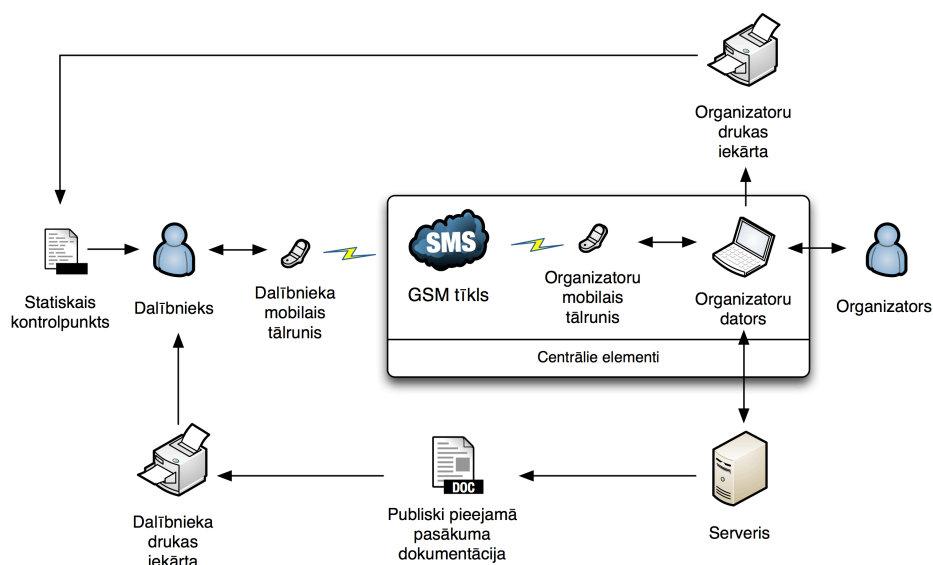 Organizatoru
drukas
iekārta
SMS
GSM tīkls
Organizatoru
mobilais
tālrunis
Organizatoru
dators
Organizators
Statiskais
kontrolpunkts
Dalībnieks
Dalībnieka
mobilais
tālrunis
Centrālie elementi
DOC
Publiski pieejamā
pasākuma
dokumentācija
Serveris
Dalībnieka
drukas
iekārta